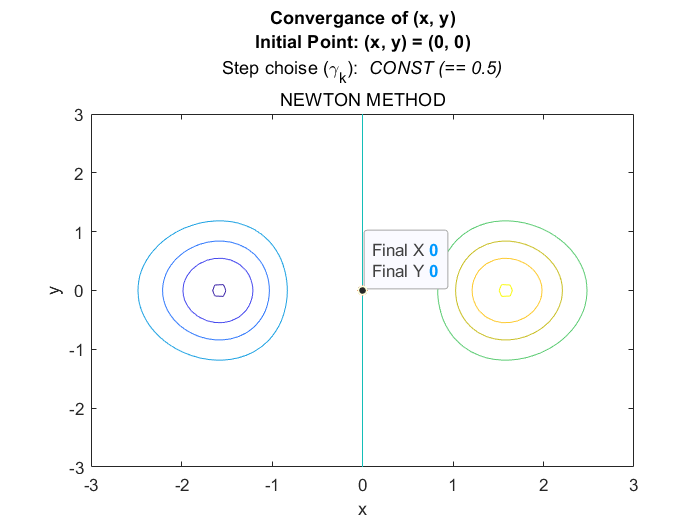 Convergance of (x, y)
Initial Point: (x, y) = (0, 0)
Step choise (γk): CONST (== 0.5)
NEWTON METHOD
3
2
1
0
-1
-2
-3
y
Final X 0
Final Y 0
-3 -2 -1 0 1 2 3
x